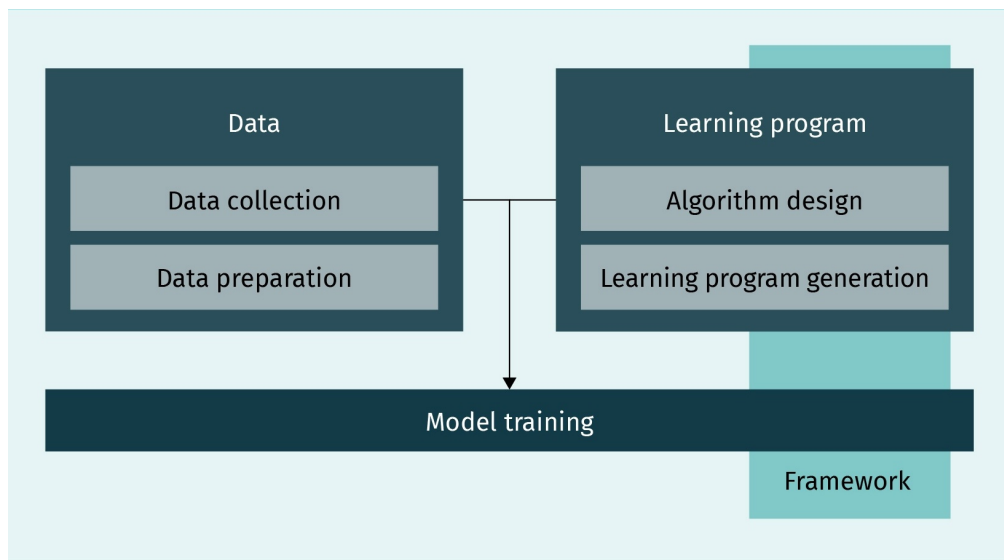 Data
Data collection
Data preparation
Learning program
Algorithm design
Learning program generation
Model training
Framework